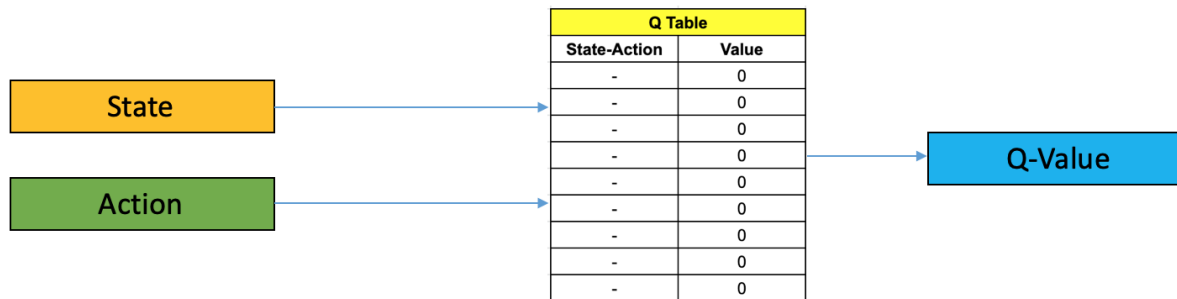 Q Table
State-Action Value
- 0
State
- 0
- 0
- 0
Q-Value
- 0
Action
- 0
- 0
- 0
- 0